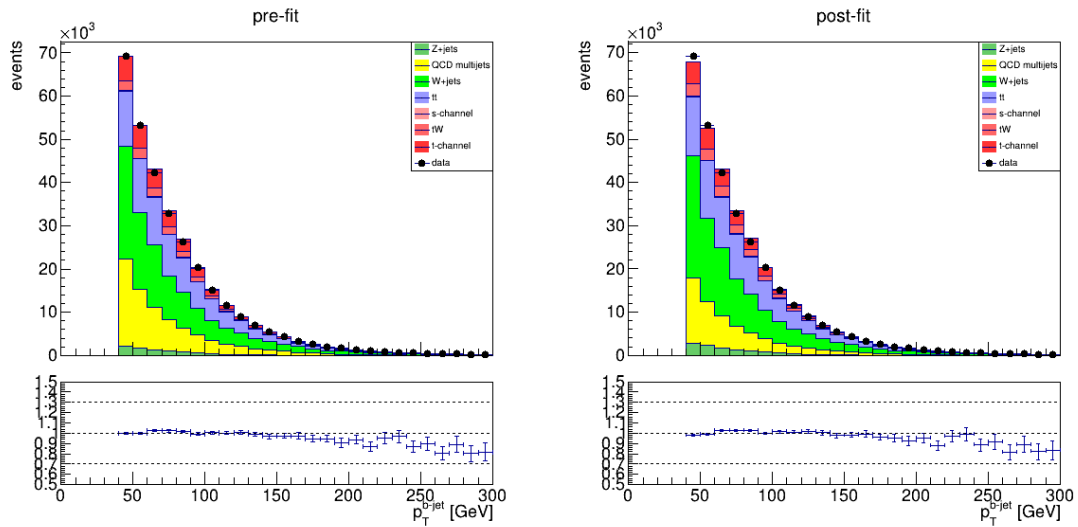 pre-fit
×10³
events
70
60
50
40
30
20
10
0
Z+jets
QCD multijets
W+jets
tt
s-channel
tW
t-channel
data
1.5
1.4
1.3
1.2
1.1
1
0.9
0.8
0.7
0.6
0.5
0 50 100 150 200 250 300
p_T^b-jet [GeV]
post-fit
×10³
events
70
60
50
40
30
20
10
0
Z+jets
QCD multijets
W+jets
tt
s-channel
tW
t-channel
data
1.5
1.4
1.3
1.2
1.1
1
0.9
0.8
0.7
0.6
0.5
0 50 100 150 200 250 300
p_T^b-jet [GeV]